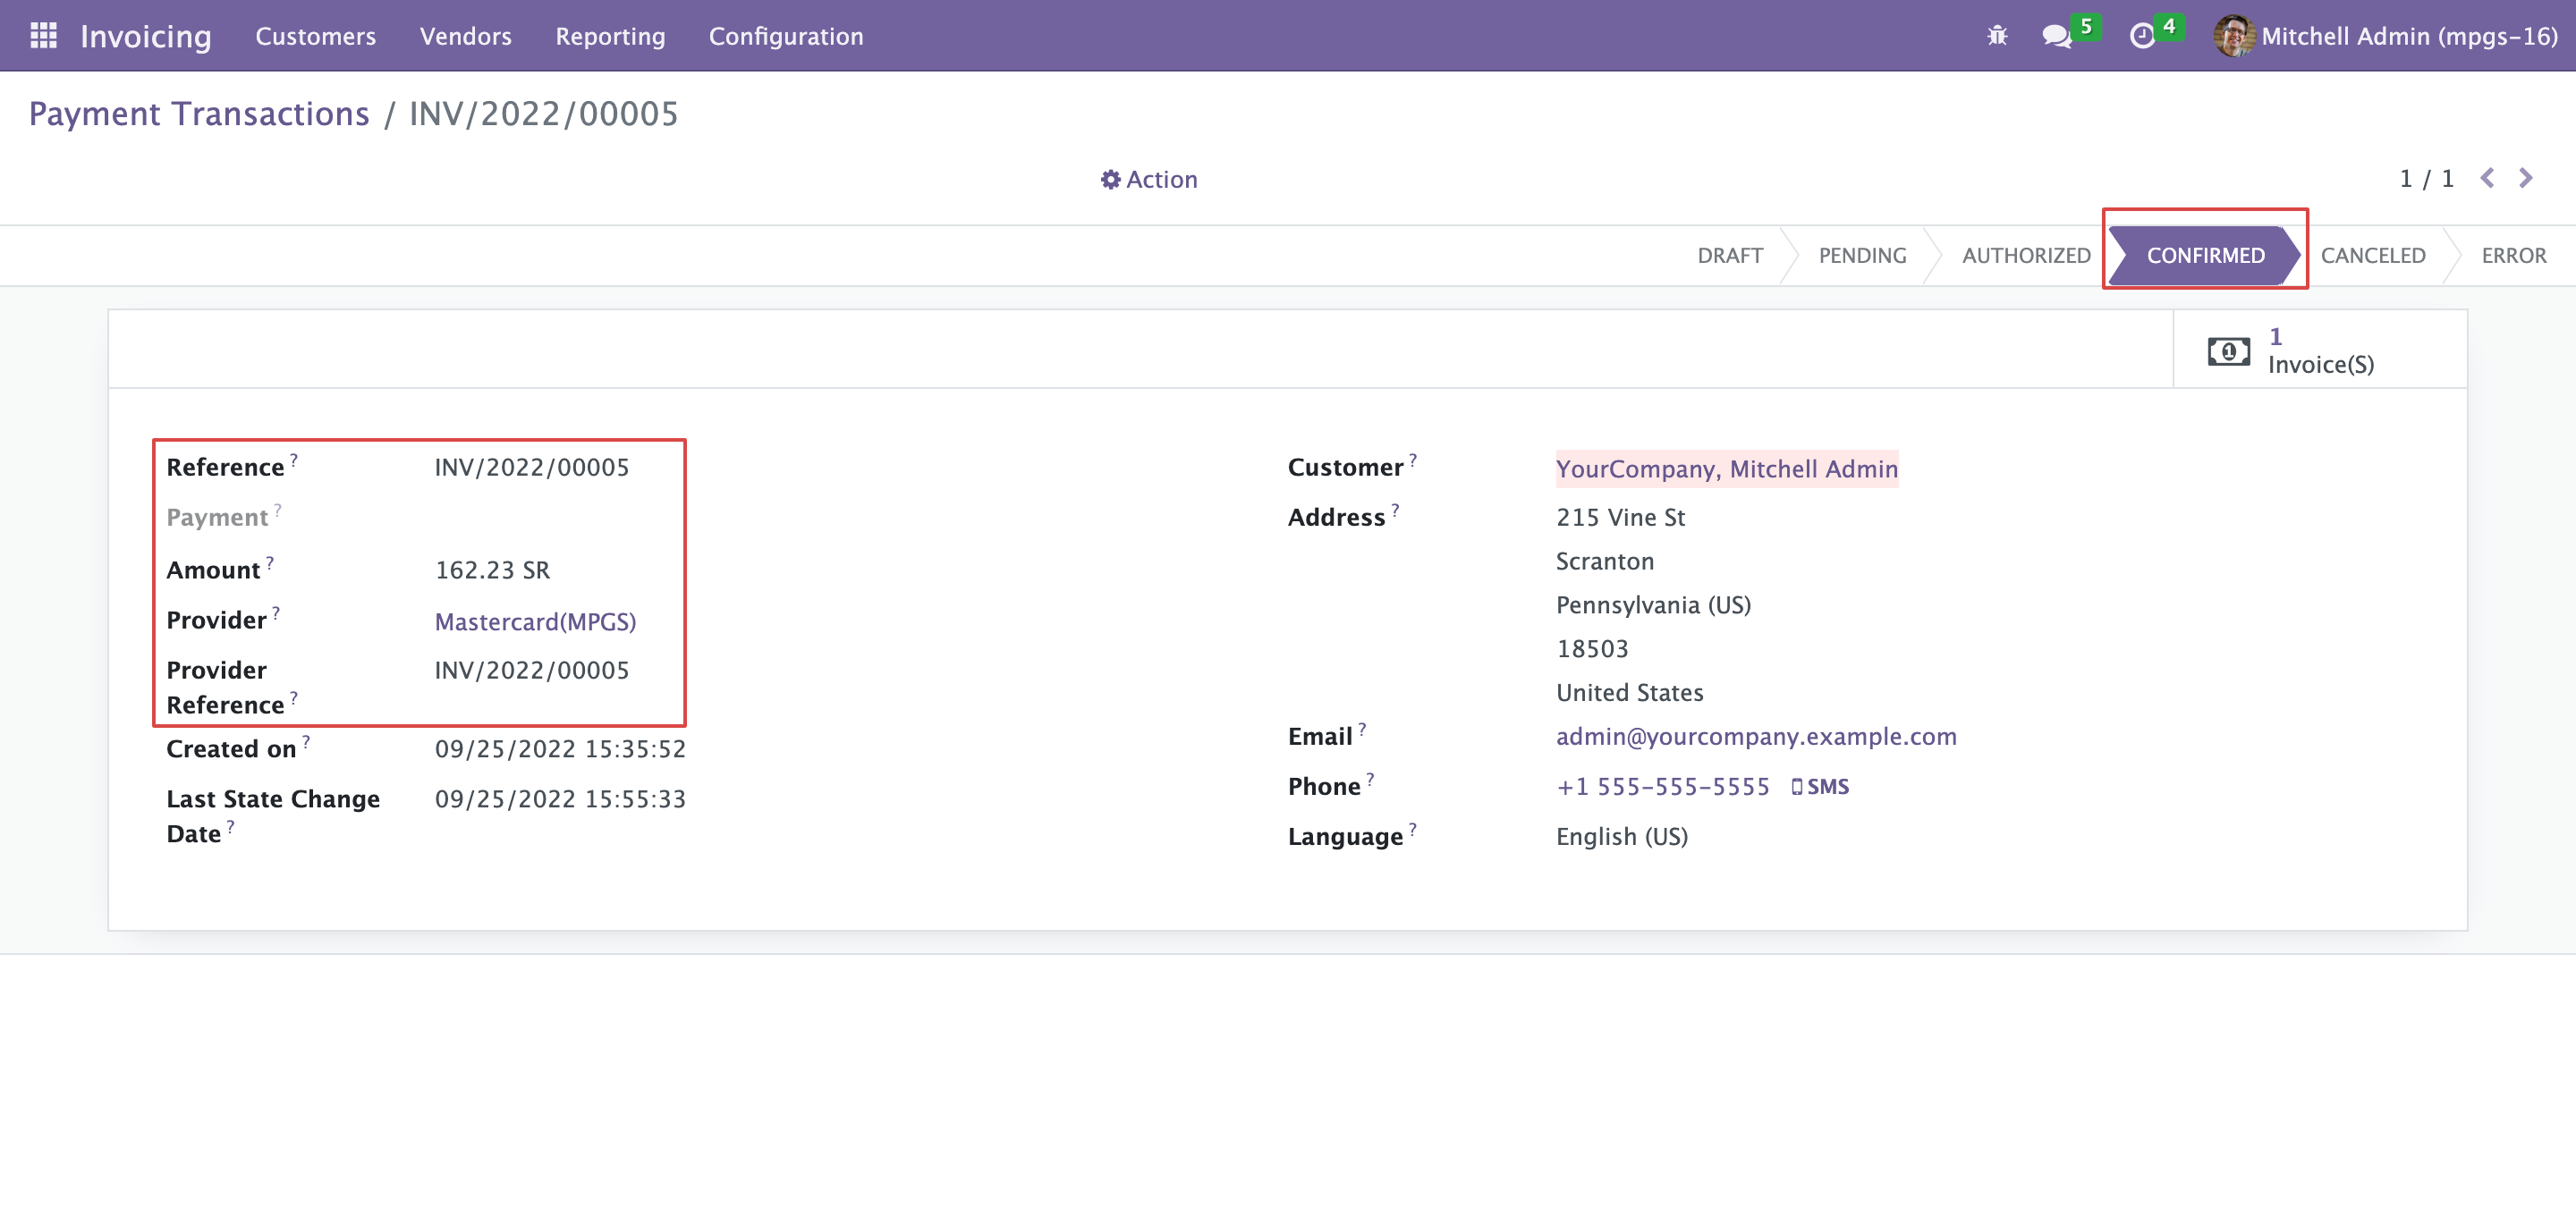 Invoicing Customers Vendors Reporting Configuration 5 4 Mitchell Admin (mpgs-16)
Payment Transactions / INV/2022/00005
Action 1 / 1
DRAFT PENDING AUTHORIZED CONFIRMED CANCELED ERROR
1
Invoice(S)
Reference ? INV/2022/00005
Payment ?
Amount ? 162.23 SR
Provider ? Mastercard(MPGS)
Provider INV/2022/00005
Reference ?
Created on ? 09/25/2022 15:35:52
Last State Change 09/25/2022 15:55:33
Date ?
Customer ? YourCompany, Mitchell Admin
Address ? 215 Vine St
Scranton
Pennsylvania (US)
18503
United States
Email ? admin@yourcompany.example.com
Phone ? +1 555-555-5555 SMS
Language ? English (US)